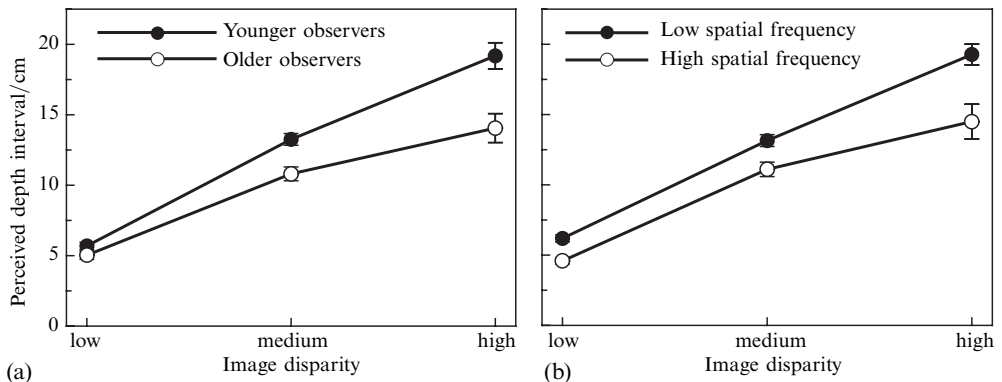 Perceived depth interval/cm
20
15
10
5
0
Younger observers
Older observers
low medium high
Image disparity
(a)
Low spatial frequency
High spatial frequency
low medium high
Image disparity
(b)